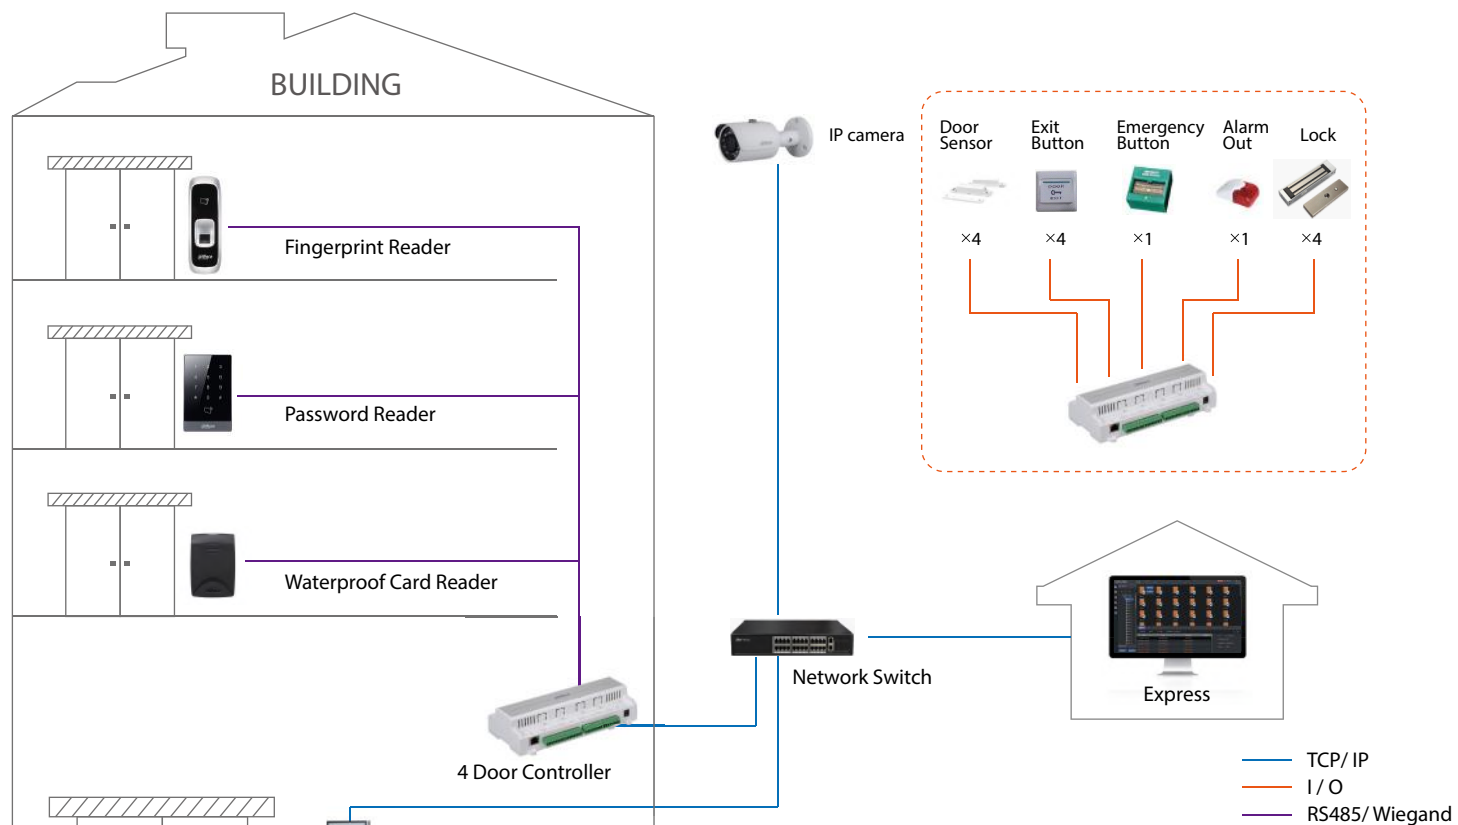 BUILDING
IP camera
Door
Sensor
Exit
Button
Emergency
Button
Alarm
Out
Lock
×4
×4
×1
×1
×4
Fingerprint Reader
Password Reader
Waterproof Card Reader
Network Switch
Express
4 Door Controller
TCP/ IP
I / O
RS485/ Wiegand